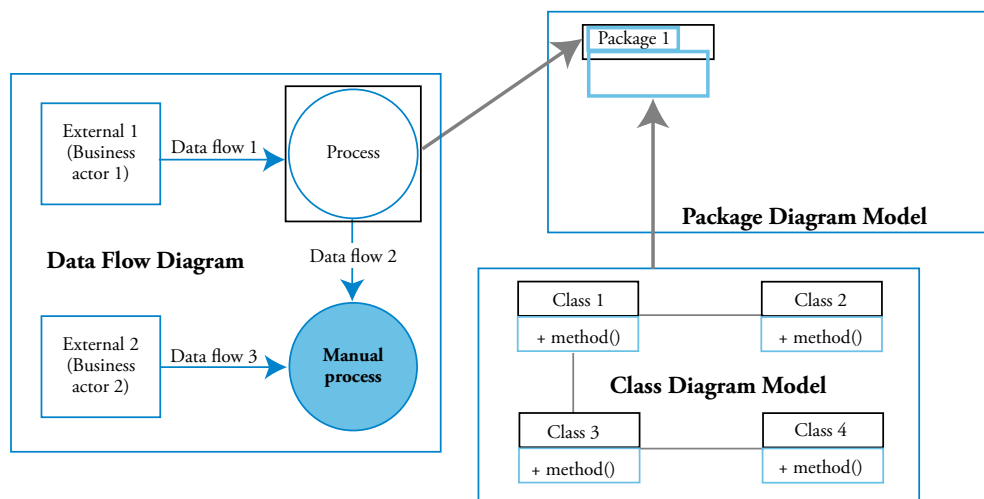 Package 1
Package Diagram Model
External 1
(Business
actor 1)
Data flow 1
Process
Data flow 2
Data Flow Diagram
External 2
(Business
actor 2)
Data flow 3
Manual
process
Class 1
+ method()
Class 2
+ method()
Class Diagram Model
Class 3
+ method()
Class 4
+ method()